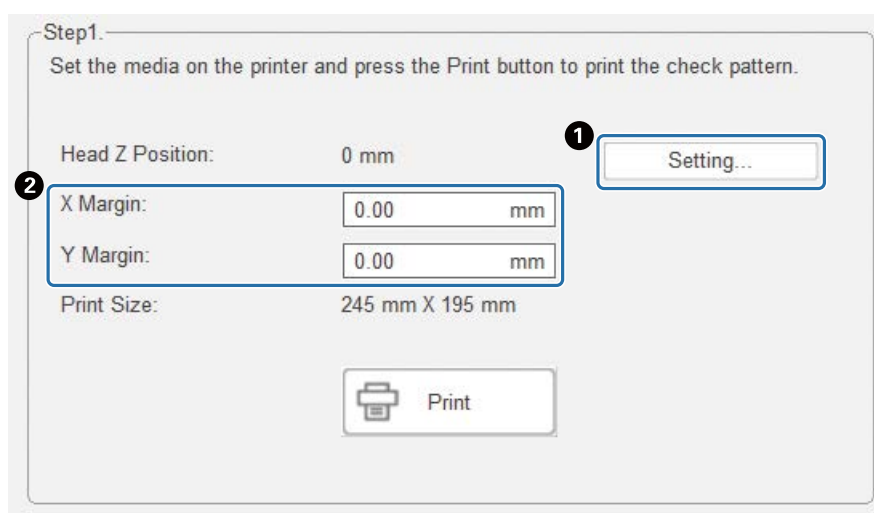 Step1.
Set the media on the printer and press the Print button to print the check pattern.
Head Z Position: 0 mm
1
Setting...
2
X Margin: 0.00 mm
Y Margin: 0.00 mm
Print Size: 245 mm X 195 mm
Print